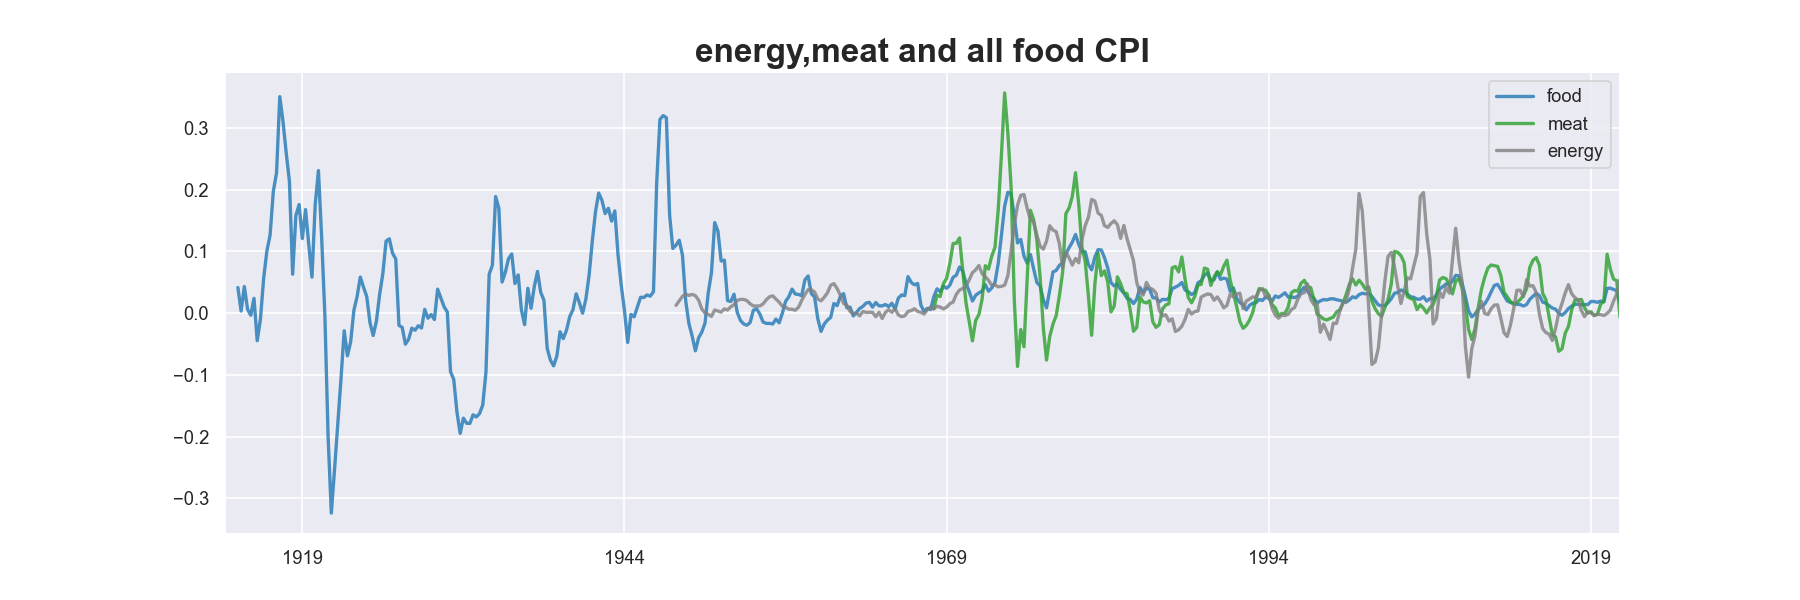 energy,meat and all food CPI
food
meat
energy
0.3
0.2
0.1
0.0
−0.1
−0.2
−0.3
1919 1944 1969 1994 2019